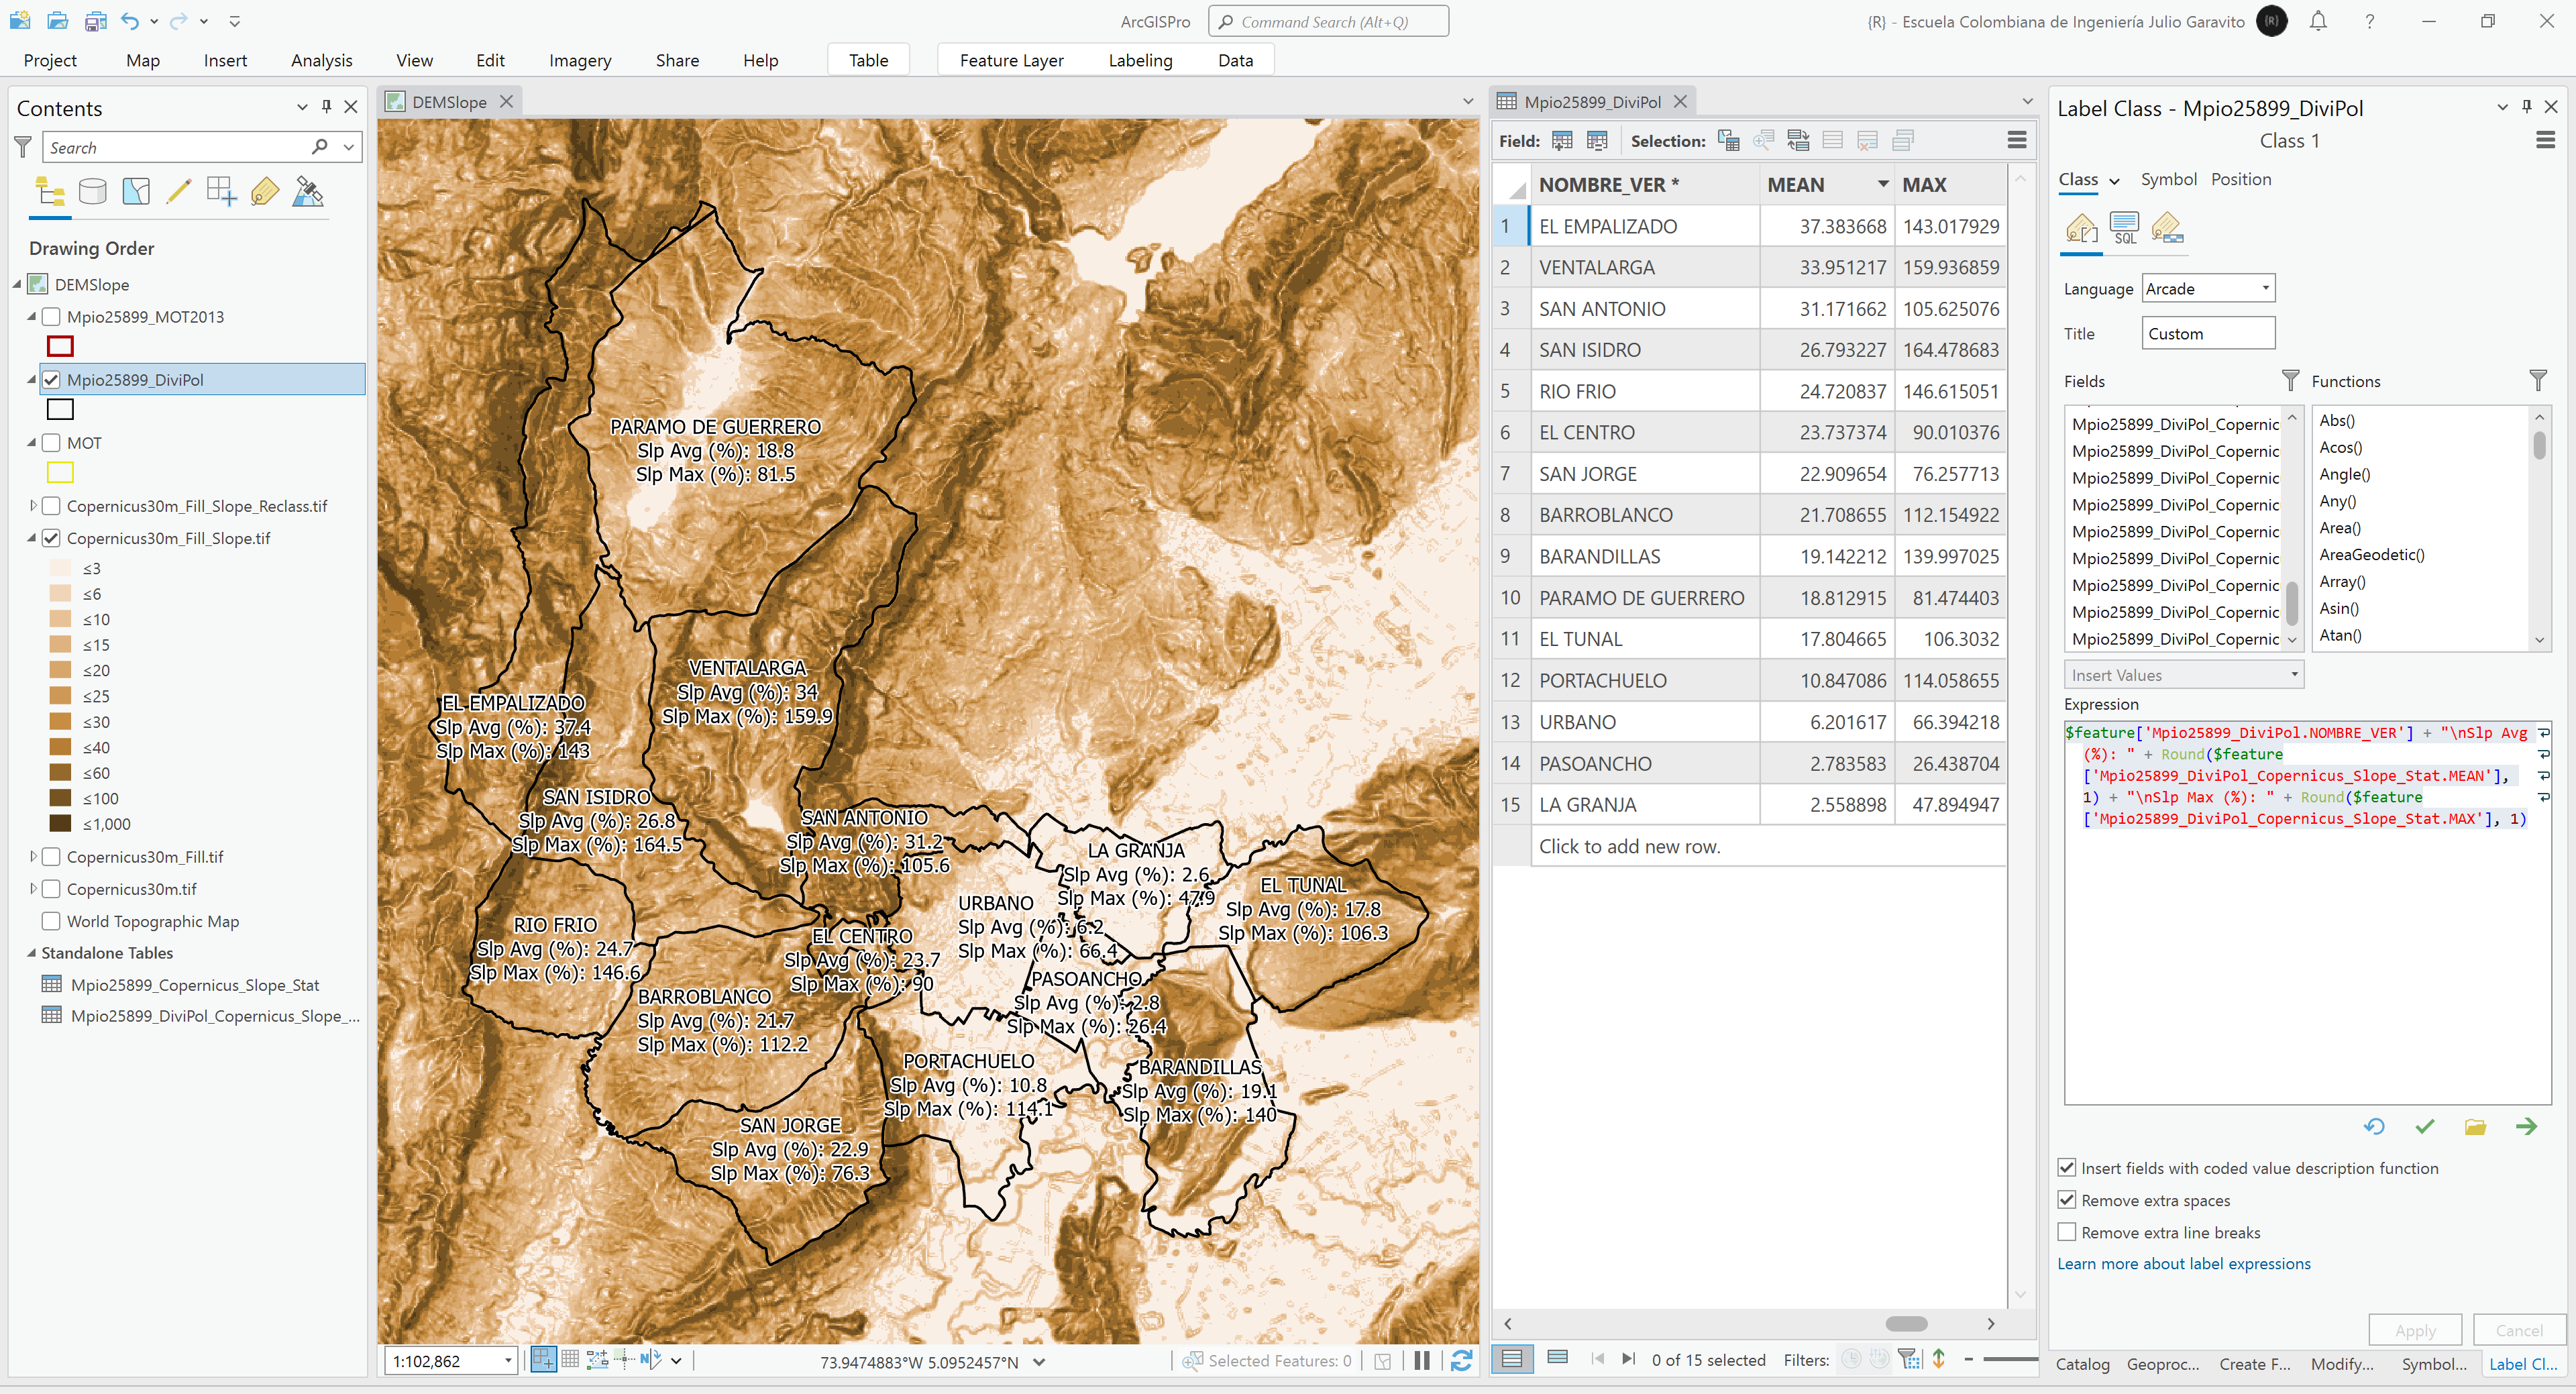 ArcGISPro
Command Search (Alt+Q)
{R} - Escuela Colombiana de Ingeniería Julio Garavito
{R}
?
Project
Map
Insert
Analysis
View
Edit
Imagery
Share
Help
Table
Feature Layer
Labeling
Data
Contents
Search
Drawing Order
DEMSlope
Mpio25899_MOT2013
Mpio25899_DiviPol
MOT
Copernicus30m_Fill_Slope_Reclass.tif
Copernicus30m_Fill_Slope.tif
≤3
≤6
≤10
≤15
≤20
≤25
≤30
≤40
≤60
≤100
≤1,000
Copernicus30m_Fill.tif
Copernicus30m.tif
World Topographic Map
Standalone Tables
Mpio25899_Copernicus_Slope_Stat
Mpio25899_DiviPol_Copernicus_Slope_...
DEMSlope
PARAMO DE GUERRERO
Slp Avg (%): 18.8
Slp Max (%): 81.5
VENTALARGA
Slp Avg (%): 34
Slp Max (%): 159.9
EL EMPALIZADO
Slp Avg (%): 37.4
Slp Max (%): 143
SAN ISIDRO
Slp Avg (%): 26.8
Slp Max (%): 164.5
SAN ANTONIO
Slp Avg (%): 31.2
Slp Max (%): 105.6
LA GRANJA
Slp Avg (%): 2.6
Slp Max (%): 47.9
EL TUNAL
Slp Avg (%): 17.8
Slp Max (%): 106.3
URBANO
Slp Avg (%): 6.2
Slp Max (%): 66.4
RIO FRIO
Slp Avg (%): 24.7
Slp Max (%): 146.6
EL CENTRO
Slp Avg (%): 23.7
Slp Max (%): 90
PASOANCHO
Slp Avg (%): 2.8
Slp Max (%): 26.4
BARROBLANCO
Slp Avg (%): 21.7
Slp Max (%): 112.2
PORTACHUELO
Slp Avg (%): 10.8
Slp Max (%): 114.1
BARANDILLAS
Slp Avg (%): 19.1
Slp Max (%): 140
SAN JORGE
Slp Avg (%): 22.9
Slp Max (%): 76.3
1:102,862
N
73.9474883°W 5.0952457°N
Selected Features: 0
Mpio25899_DiviPol
Field:
Selection:
NOMBRE_VER * MEAN MAX
1 EL EMPALIZADO 37.383668 143.017929
2 VENTALARGA 33.951217 159.936859
3 SAN ANTONIO 31.171662 105.625076
4 SAN ISIDRO 26.793227 164.478683
5 RIO FRIO 24.720837 146.615051
6 EL CENTRO 23.737374 90.010376
7 SAN JORGE 22.909654 76.257713
8 BARROBLANCO 21.708655 112.154922
9 BARANDILLAS 19.142212 139.997025
10 PARAMO DE GUERRERO 18.812915 81.474403
11 EL TUNAL 17.804665 106.3032
12 PORTACHUELO 10.847086 114.058655
13 URBANO 6.201617 66.394218
14 PASOANCHO 2.783583 26.438704
15 LA GRANJA 2.558898 47.894947
Click to add new row.
0 of 15 selected
Filters:
Label Class - Mpio25899_DiviPol
Class 1
Class
Symbol
Position
SQL
Language
Arcade
Title
Custom
Fields
Functions
Mpio25899_DiviPol_Copernic
Mpio25899_DiviPol_Copernic
Mpio25899_DiviPol_Copernic
Mpio25899_DiviPol_Copernic
Mpio25899_DiviPol_Copernic
Mpio25899_DiviPol_Copernic
Mpio25899_DiviPol_Copernic
Mpio25899_DiviPol_Copernic
Mpio25899_DiviPol_Copernic
Abs()
Acos()
Angle()
Any()
Area()
AreaGeodetic()
Array()
Asin()
Atan()
Insert Values
Expression
$feature['Mpio25899_DiviPol.NOMBRE_VER'] + "\nSlp Avg
(%): " + Round($feature
['Mpio25899_DiviPol_Copernicus_Slope_Stat.MEAN'],
1) + "\nSlp Max (%): " + Round($feature
['Mpio25899_DiviPol_Copernicus_Slope_Stat.MAX'], 1)
Insert fields with coded value description function
Remove extra spaces
Remove extra line breaks
Learn more about label expressions
Apply
Cancel
Catalog
Geoproc...
Create F...
Modify...
Symbol...
Label Cl...